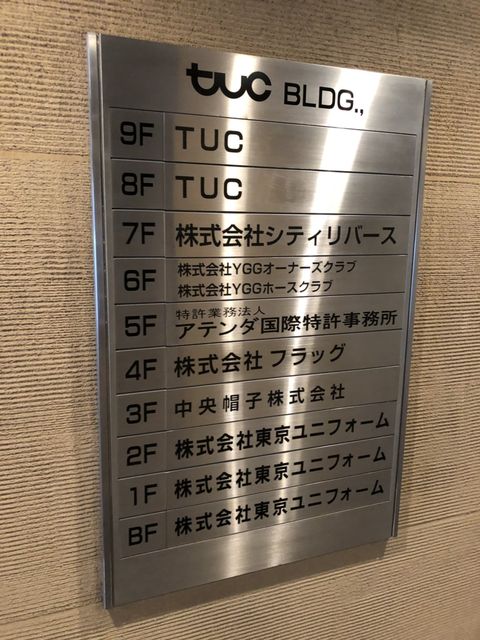 tuc BLDG.,
9F TUC
8F TUC
7F 株式会社シティリバース
6F 株式会社YGGオーナーズクラブ
株式会社YGGホースクラブ
5F 特許業務法人
アテンダ国際特許事務所
4F 株式会社 フラッグ
3F 中央帽子株式会社
2F 株式会社東京ユニフォーム
1F 株式会社東京ユニフォーム
BF 株式会社東京ユニフォーム